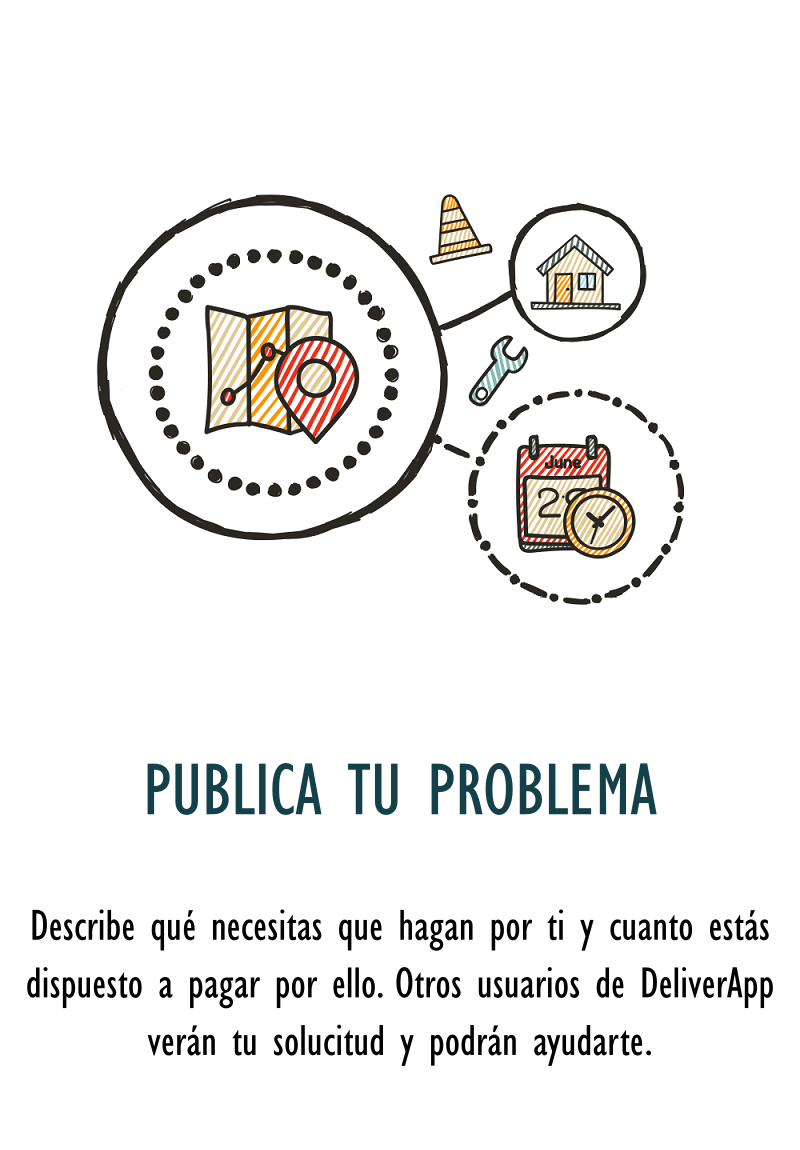 June
PUBLICA TU PROBLEMA
Describe qué necesitas que hagan por ti y cuanto estás
dispuesto a pagar por ello. Otros usuarios de DeliverApp
verán tu solucitud y podrán ayudarte.